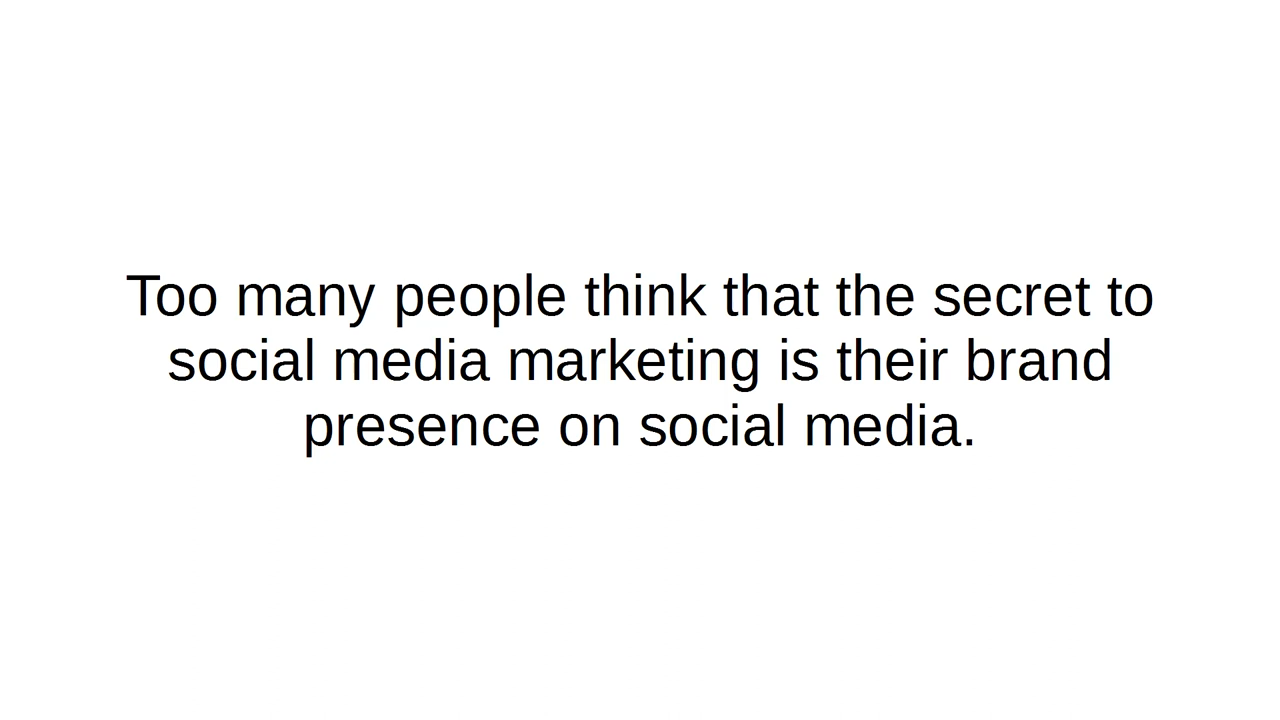 Too many people think that the secret to
social media marketing is their brand
presence on social media.